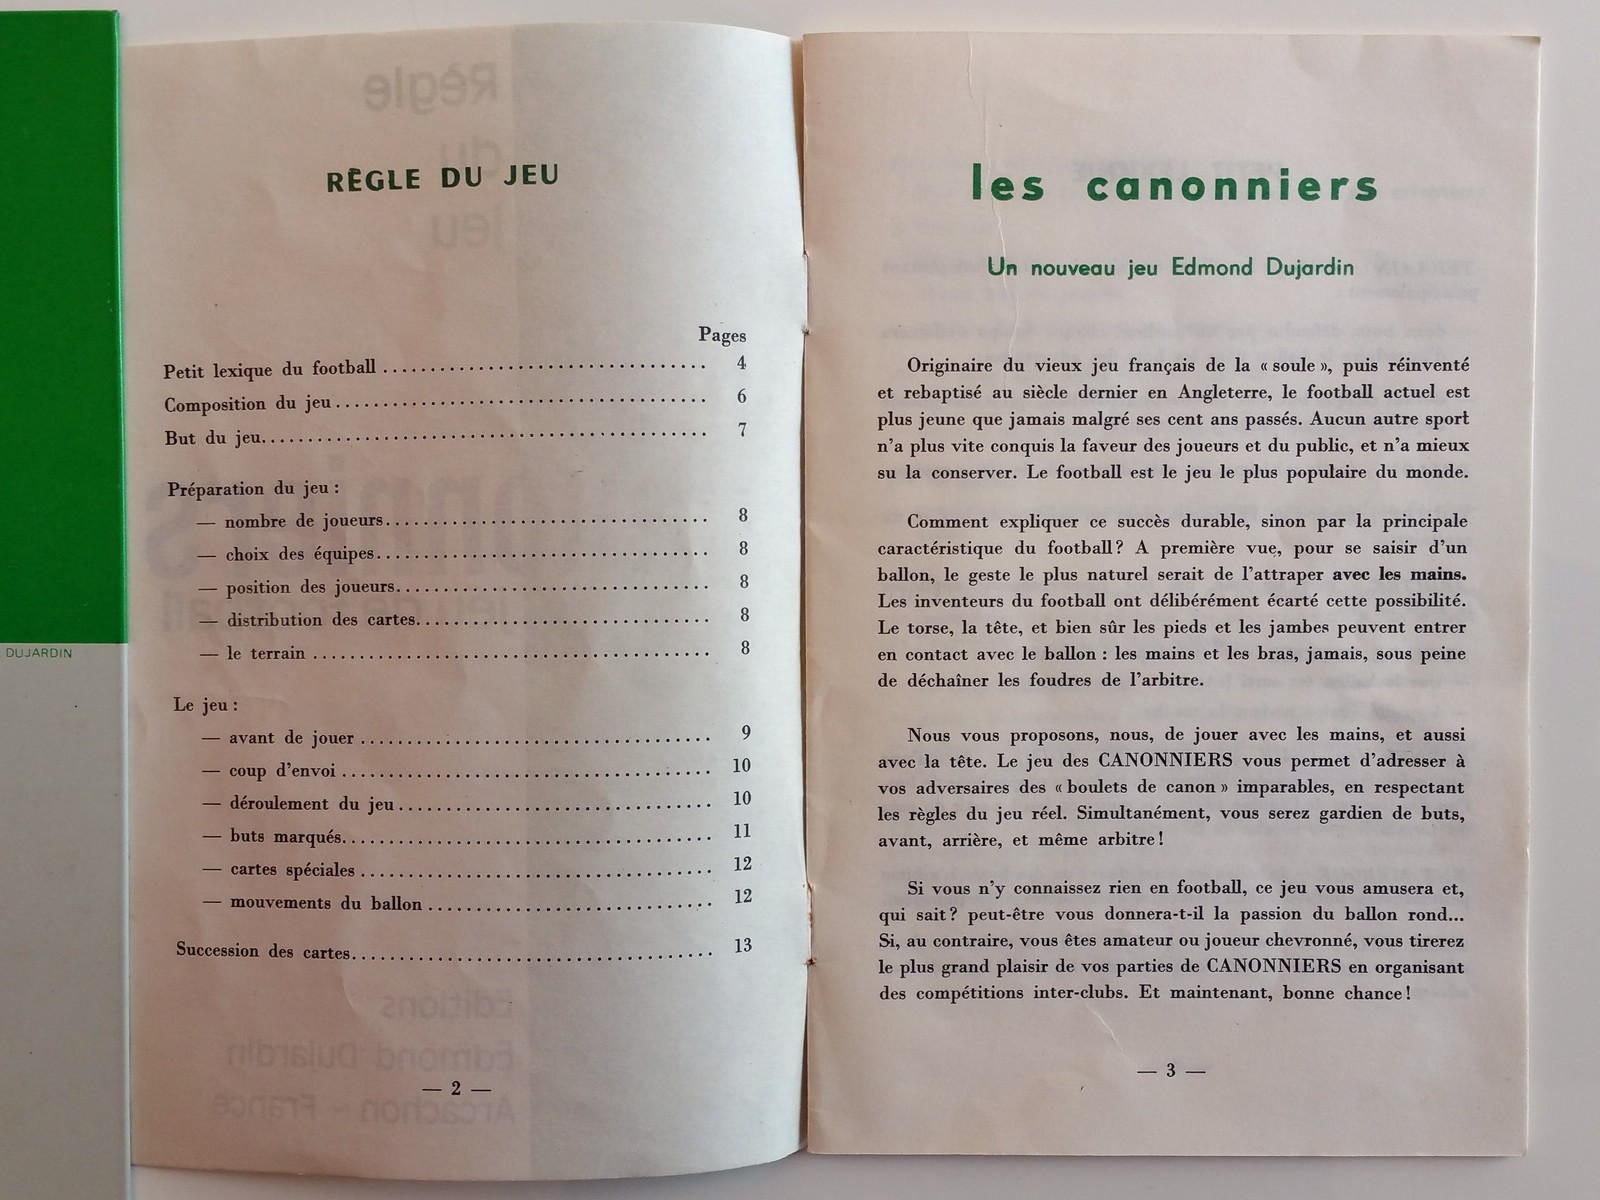 DUJARDIN
RÈGLE DU JEU
Pages
Petit lexique du football ........ 4
Composition du jeu ........ 6
But du jeu ........ 7
Préparation du jeu :
— nombre de joueurs ........ 8
— choix des équipes ........ 8
— position des joueurs ........ 8
— distribution des cartes ........ 8
— le terrain ........ 8
Le jeu :
— avant de jouer ........ 9
— coup d'envoi ........ 10
— déroulement du jeu ........ 10
— buts marqués ........ 11
— cartes spéciales ........ 12
— mouvements du ballon ........ 12
Succession des cartes ........ 13
— 2 —
Règle
du
jeu
Editions
Edmond Dujardin
Arcachon - France
les canonniers
Un nouveau jeu Edmond Dujardin
Originaire du vieux jeu français de la « soule », puis réinventé
et rebaptisé au siècle dernier en Angleterre, le football actuel est
plus jeune que jamais malgré ses cent ans passés. Aucun autre sport
n'a plus vite conquis la faveur des joueurs et du public, et n'a mieux
su la conserver. Le football est le jeu le plus populaire du monde.
Comment expliquer ce succès durable, sinon par la principale
caractéristique du football? A première vue, pour se saisir d'un
ballon, le geste le plus naturel serait de l'attraper avec les mains.
Les inventeurs du football ont délibérément écarté cette possibilité.
Le torse, la tête, et bien sûr les pieds et les jambes peuvent entrer
en contact avec le ballon : les mains et les bras, jamais, sous peine
de déchaîner les foudres de l'arbitre.
Nous vous proposons, nous, de jouer avec les mains, et aussi
avec la tête. Le jeu des CANONNIERS vous permet d'adresser à
vos adversaires des « boulets de canon » imparables, en respectant
les règles du jeu réel. Simultanément, vous serez gardien de buts,
avant, arrière, et même arbitre!
Si vous n'y connaissez rien en football, ce jeu vous amusera et,
qui sait? peut-être vous donnera-t-il la passion du ballon rond...
Si, au contraire, vous êtes amateur ou joueur chevronné, vous tirerez
le plus grand plaisir de vos parties de CANONNIERS en organisant
des compétitions inter-clubs. Et maintenant, bonne chance!
— 3 —